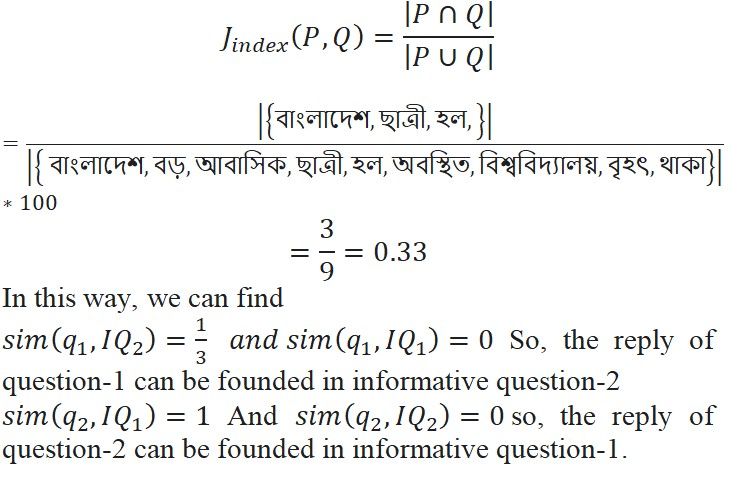 J_index(P, Q) = |P ∩ Q| / |P ∪ Q|
= |{বাংলাদেশ, ছাত্রী, হল, }| / |{ বাংলাদেশ, বড়, আবাসিক, ছাত্রী, হল, অবস্থিত, বিশ্ববিদ্যালয়, বৃহৎ, থাকা}|
* 100
= 3/9 = 0.33
In this way, we can find
sim(q₁, IQ₂) = 1/3 and sim(q₁, IQ₁) = 0 So, the reply of
question-1 can be founded in informative question-2
sim(q₂, IQ₁) = 1 And sim(q₂, IQ₂) = 0 so, the reply of
question-2 can be founded in informative question-1.